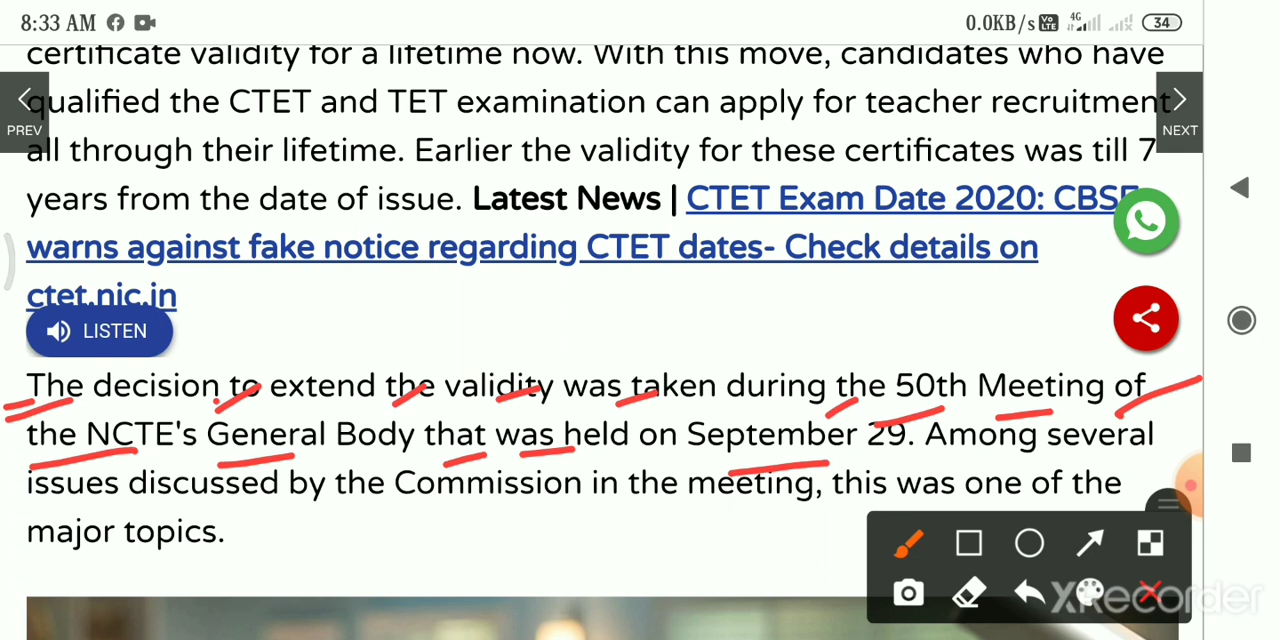 8:33 AM
0.0KB/s Vo LTE 4G 34
certificate validity for a lifetime now. With this move, candidates who have
PREV
qualified the CTET and TET examination can apply for teacher recruitment
NEXT
all through their lifetime. Earlier the validity for these certificates was till 7
years from the date of issue. Latest News | CTET Exam Date 2020: CBSE
warns against fake notice regarding CTET dates- Check details on
ctet.nic.in
LISTEN
The decision to extend the validity was taken during the 50th Meeting of
the NCTE's General Body that was held on September 29. Among several
issues discussed by the Commission in the meeting, this was one of the
major topics.
XRecorder